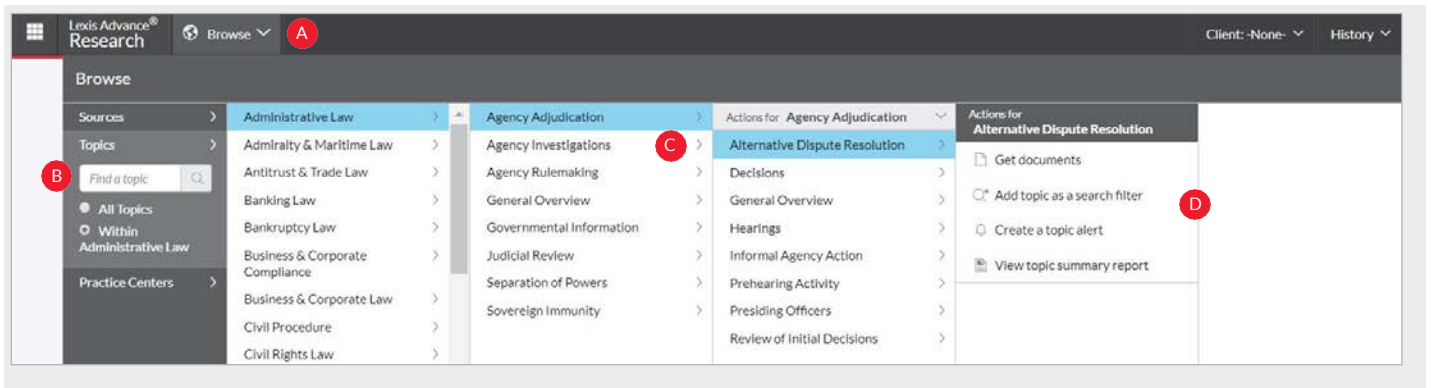 Lexis Advance®
Research
Browse
A
Client: -None-
History
Browse
Sources
Topics
B
Find a topic
All Topics
Within
Administrative Law
Practice Centers
Administrative Law
Admiralty & Maritime Law
Antitrust & Trade Law
Banking Law
Bankruptcy Law
Business & Corporate
Compliance
Business & Corporate Law
Civil Procedure
Civil Rights Law
Agency Adjudication
Agency Investigations
C
Agency Rulemaking
General Overview
Governmental Information
Judicial Review
Separation of Powers
Sovereign Immunity
Actions for Agency Adjudication
Alternative Dispute Resolution
Decisions
General Overview
Hearings
Informal Agency Action
Prehearing Activity
Presiding Officers
Review of Initial Decisions
Actions for
Alternative Dispute Resolution
Get documents
Add topic as a search filter
D
Create a topic alert
View topic summary report